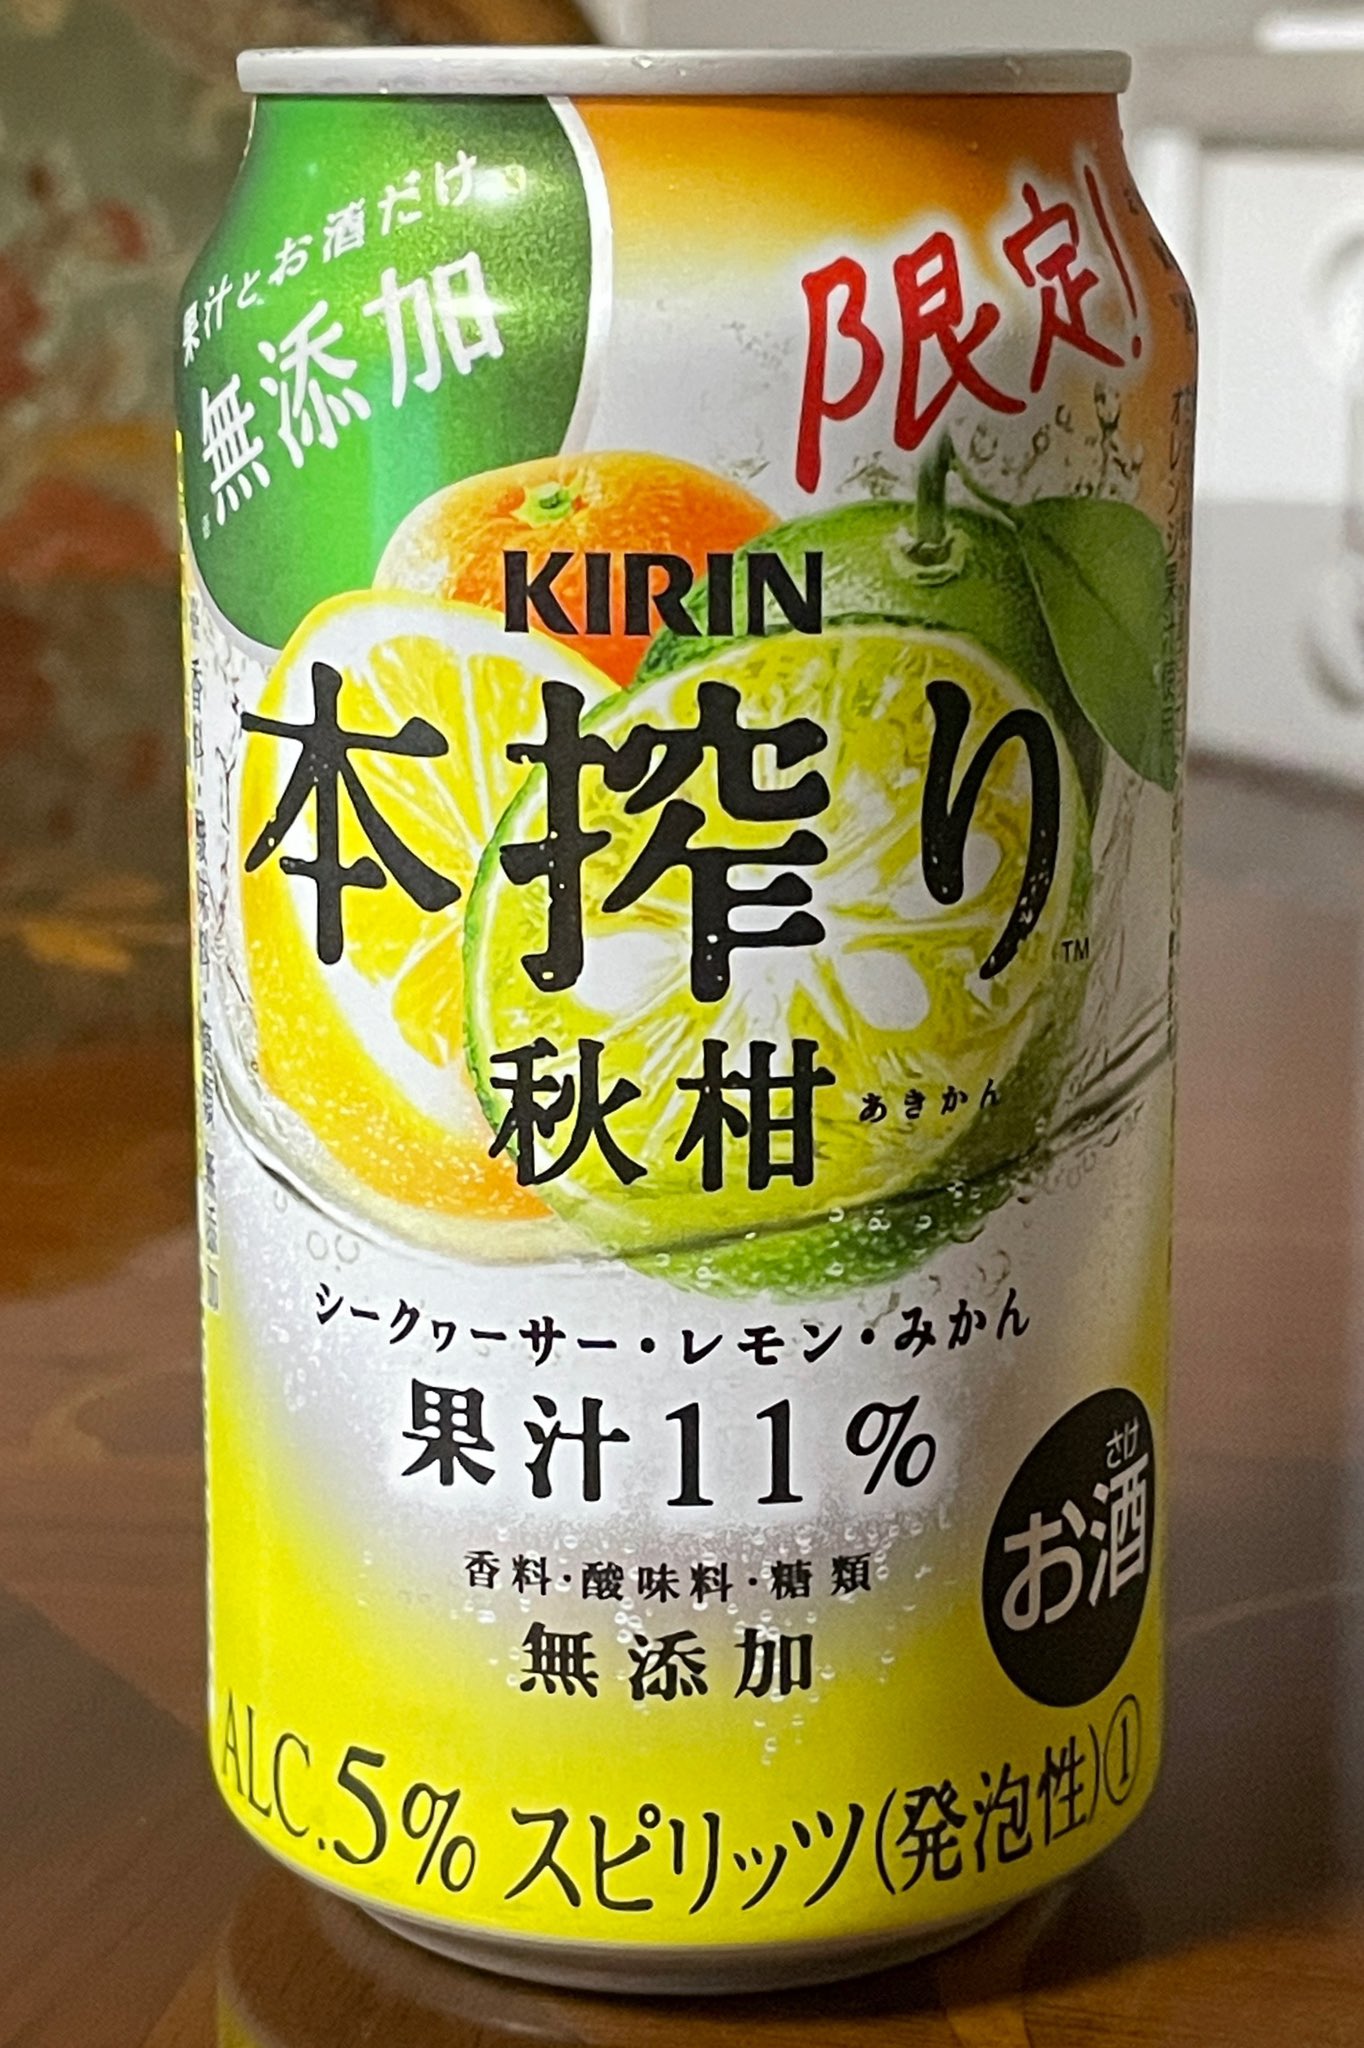 果汁とお酒だけ
無添加
限定!
KIRIN
本搾り™
秋柑 あきかん
シークヮーサー・レモン・みかん
果汁11%
香料・酸味料・糖類
無添加
さけ
お酒
ALC.5% スピリッツ(発泡性)①